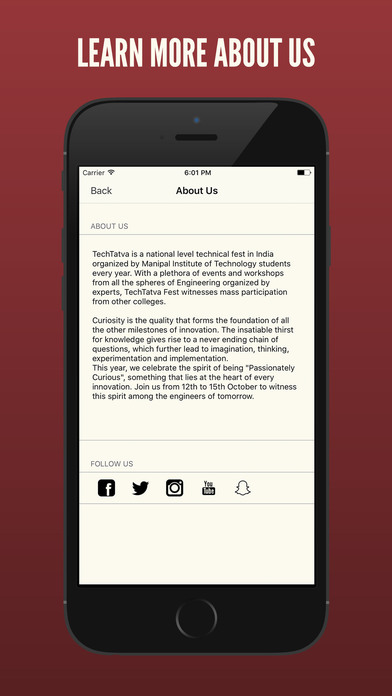 LEARN MORE ABOUT US
Carrier 6:01 PM
Back About Us
ABOUT US
TechTatva is a national level technical fest in India
organized by Manipal Institute of Technology students
every year. With a plethora of events and workshops
from all the spheres of Engineering organized by
experts, TechTatva Fest witnesses mass participation
from other colleges.
Curiosity is the quality that forms the foundation of all
the other milestones of innovation. The insatiable thirst
for knowledge gives rise to a never ending chain of
questions, which further lead to imagination, thinking,
experimentation and implementation.
This year, we celebrate the spirit of being "Passionately
Curious", something that lies at the heart of every
innovation. Join us from 12th to 15th October to witness
this spirit among the engineers of tomorrow.
FOLLOW US
You
Tube